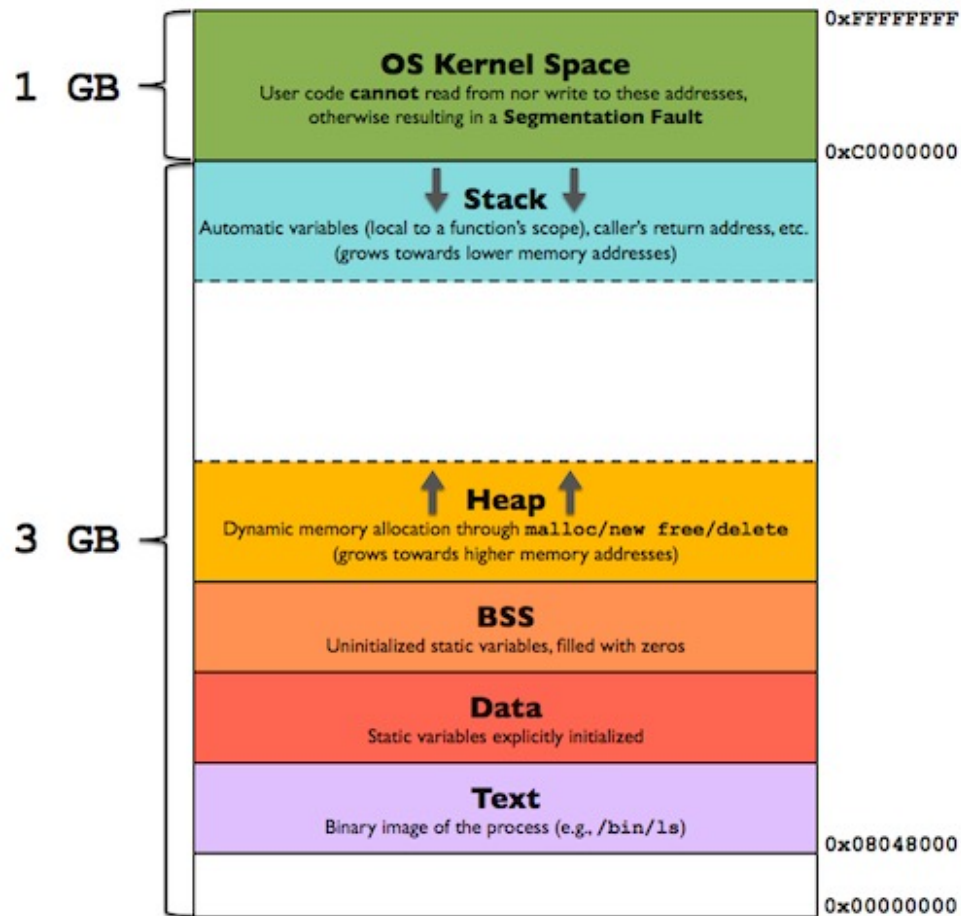 0xFFFFFFFF
OS Kernel Space
1 GB
User code cannot read from nor write to these addresses,
otherwise resulting in a Segmentation Fault
0xC0000000
Stack
Automatic variables (local to a function's scope), caller's return address, etc.
(grows towards lower memory addresses)
Heap
3 GB
Dynamic memory allocation through malloc/new free/delete
(grows towards higher memory addresses)
BSS
Uninitialized static variables, filled with zeros
Data
Static variables explicitly initialized
Text
Binary image of the process (e.g., /bin/ls)
0x08048000
0x00000000